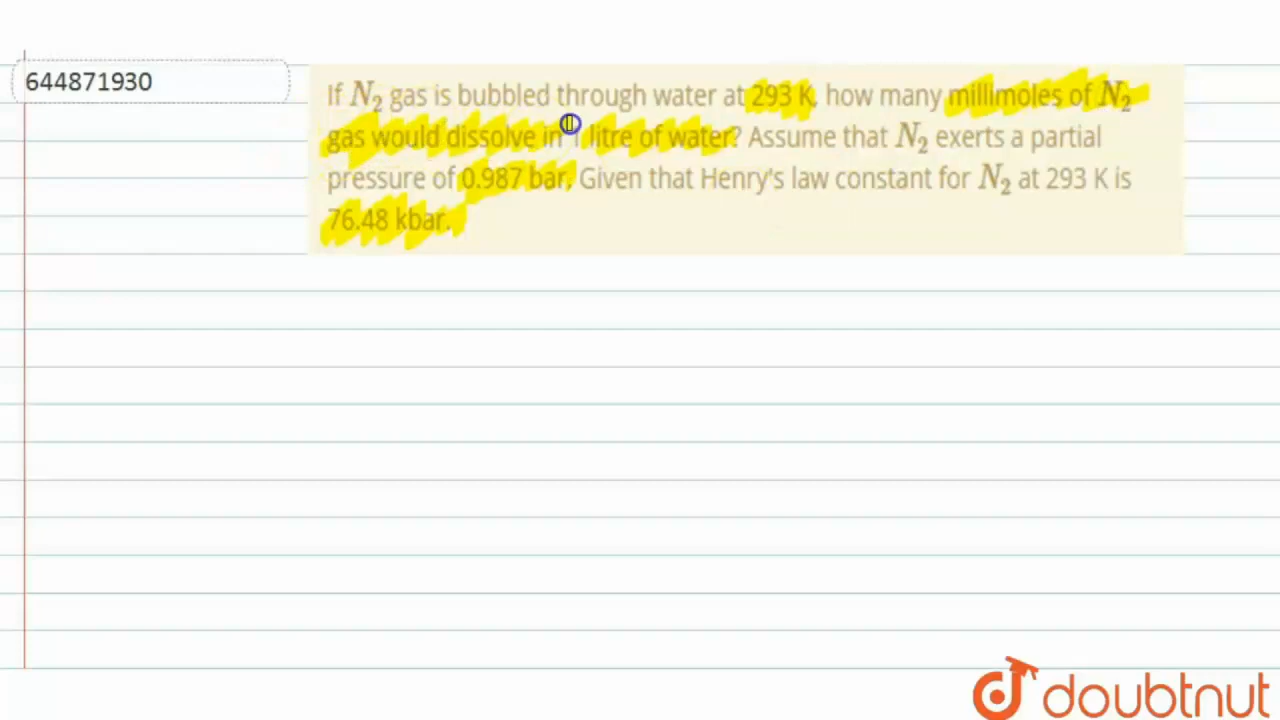 644871930
If N₂ gas is bubbled through water at 293 K, how many millimoles of N₂
gas would dissolve in 1 litre of water? Assume that N₂ exerts a partial
pressure of 0.987 bar, Given that Henry's law constant for N₂ at 293 K is
76.48 kbar.
doubtnut